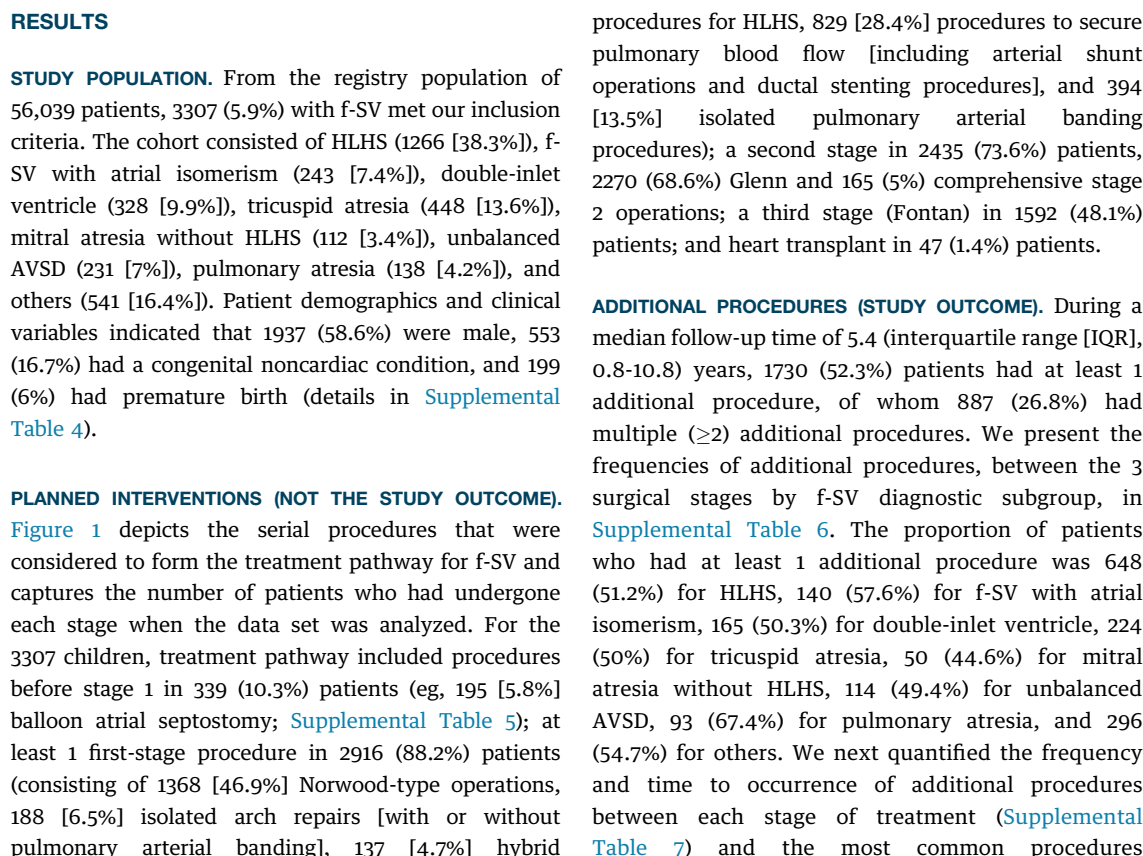 RESULTS
STUDY POPULATION. From the registry population of
56,039 patients, 3307 (5.9%) with f-SV met our inclusion
criteria. The cohort consisted of HLHS (1266 [38.3%]), f-
SV with atrial isomerism (243 [7.4%]), double-inlet
ventricle (328 [9.9%]), tricuspid atresia (448 [13.6%]),
mitral atresia without HLHS (112 [3.4%]), unbalanced
AVSD (231 [7%]), pulmonary atresia (138 [4.2%]), and
others (541 [16.4%]). Patient demographics and clinical
variables indicated that 1937 (58.6%) were male, 553
(16.7%) had a congenital noncardiac condition, and 199
(6%) had premature birth (details in Supplemental
Table 4).
PLANNED INTERVENTIONS (NOT THE STUDY OUTCOME).
Figure 1 depicts the serial procedures that were
considered to form the treatment pathway for f-SV and
captures the number of patients who had undergone
each stage when the data set was analyzed. For the
3307 children, treatment pathway included procedures
before stage 1 in 339 (10.3%) patients (eg, 195 [5.8%]
balloon atrial septostomy; Supplemental Table 5); at
least 1 first-stage procedure in 2916 (88.2%) patients
(consisting of 1368 [46.9%] Norwood-type operations,
188 [6.5%] isolated arch repairs [with or without
pulmonary arterial banding], 137 [4.7%] hybrid
procedures for HLHS, 829 [28.4%] procedures to secure
pulmonary blood flow [including arterial shunt
operations and ductal stenting procedures], and 394
[13.5%] isolated pulmonary arterial banding
procedures); a second stage in 2435 (73.6%) patients,
2270 (68.6%) Glenn and 165 (5%) comprehensive stage
2 operations; a third stage (Fontan) in 1592 (48.1%)
patients; and heart transplant in 47 (1.4%) patients.
ADDITIONAL PROCEDURES (STUDY OUTCOME). During a
median follow-up time of 5.4 (interquartile range [IQR],
0.8-10.8) years, 1730 (52.3%) patients had at least 1
additional procedure, of whom 887 (26.8%) had
multiple (≥2) additional procedures. We present the
frequencies of additional procedures, between the 3
surgical stages by f-SV diagnostic subgroup, in
Supplemental Table 6. The proportion of patients
who had at least 1 additional procedure was 648
(51.2%) for HLHS, 140 (57.6%) for f-SV with atrial
isomerism, 165 (50.3%) for double-inlet ventricle, 224
(50%) for tricuspid atresia, 50 (44.6%) for mitral
atresia without HLHS, 114 (49.4%) for unbalanced
AVSD, 93 (67.4%) for pulmonary atresia, and 296
(54.7%) for others. We next quantified the frequency
and time to occurrence of additional procedures
between each stage of treatment (Supplemental
Table 7) and the most common procedures